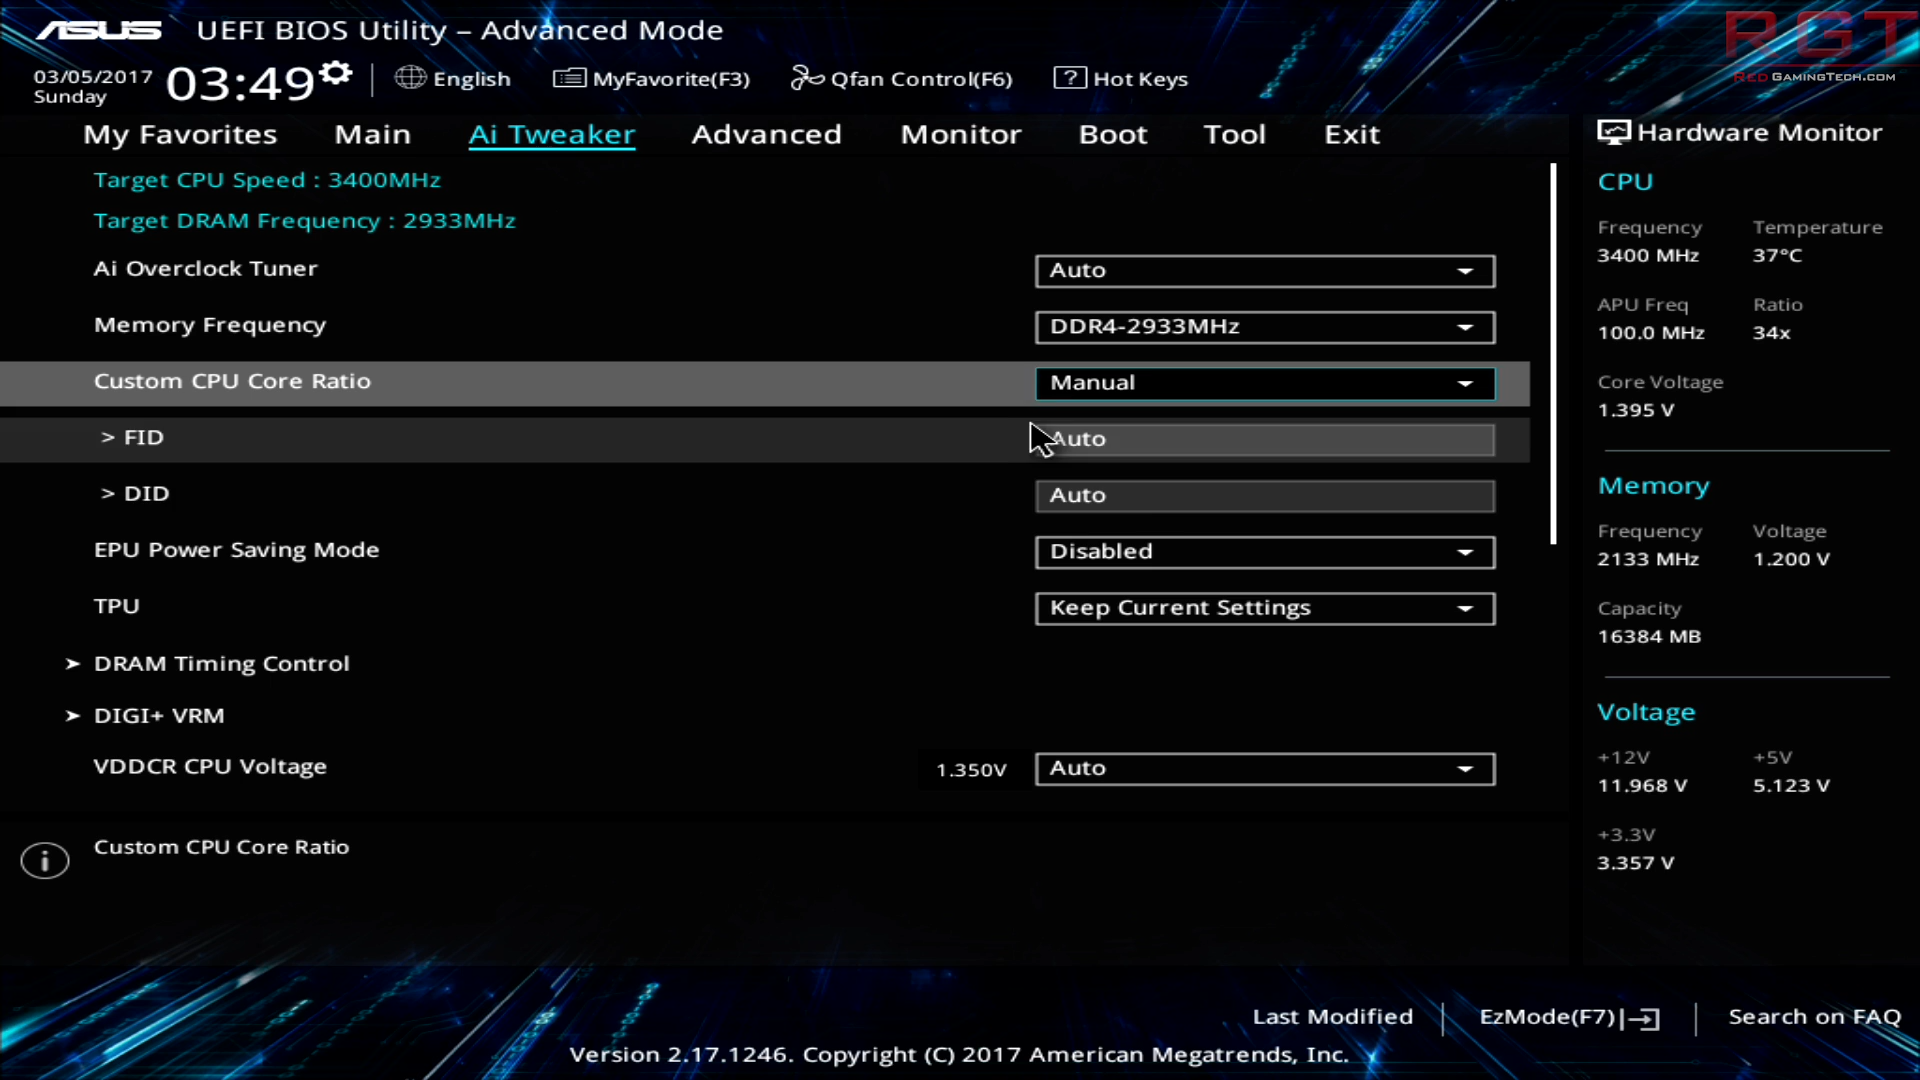 ASUS UEFI BIOS Utility – Advanced Mode
RGT
RedGamingTech.com
03/05/2017
Sunday
03:49
English
MyFavorite(F3)
Qfan Control(F6)
? Hot Keys
My Favorites Main Ai Tweaker Advanced Monitor Boot Tool Exit
Target CPU Speed : 3400MHz
Target DRAM Frequency : 2933MHz
Ai Overclock Tuner Auto
Memory Frequency DDR4-2933MHz
Custom CPU Core Ratio Manual
> FID Auto
> DID Auto
EPU Power Saving Mode Disabled
TPU Keep Current Settings
DRAM Timing Control
DIGI+ VRM
VDDCR CPU Voltage 1.350V Auto
i Custom CPU Core Ratio
Hardware Monitor
CPU
Frequency Temperature
3400 MHz 37°C
APU Freq Ratio
100.0 MHz 34x
Core Voltage
1.395 V
Memory
Frequency Voltage
2133 MHz 1.200 V
Capacity
16384 MB
Voltage
+12V +5V
11.968 V 5.123 V
+3.3V
3.357 V
Last Modified EzMode(F7) Search on FAQ
Version 2.17.1246. Copyright (C) 2017 American Megatrends, Inc.